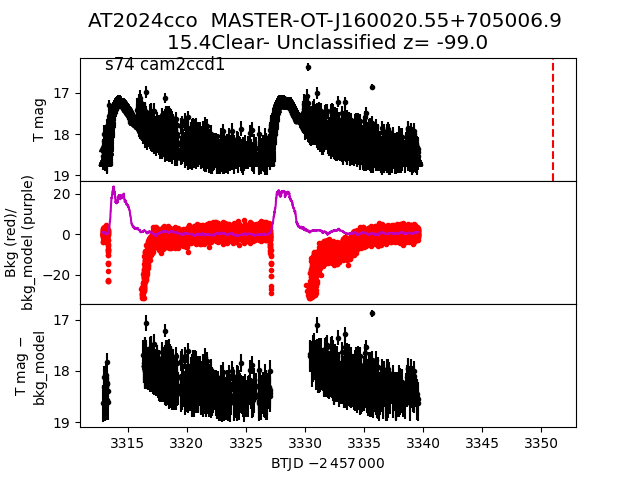 AT2024cco  MASTER-OT-J160020.55+705006.9
15.4Clear- Unclassified z= -99.0
s74 cam2ccd1
T mag
17
18
19
Bkg (red)/
bkg_model (purple)
20
0
−20
T mag −
bkg_model
17
18
19
3315 3320 3325 3330 3335 3340 3345 3350
BTJD −2 457 000